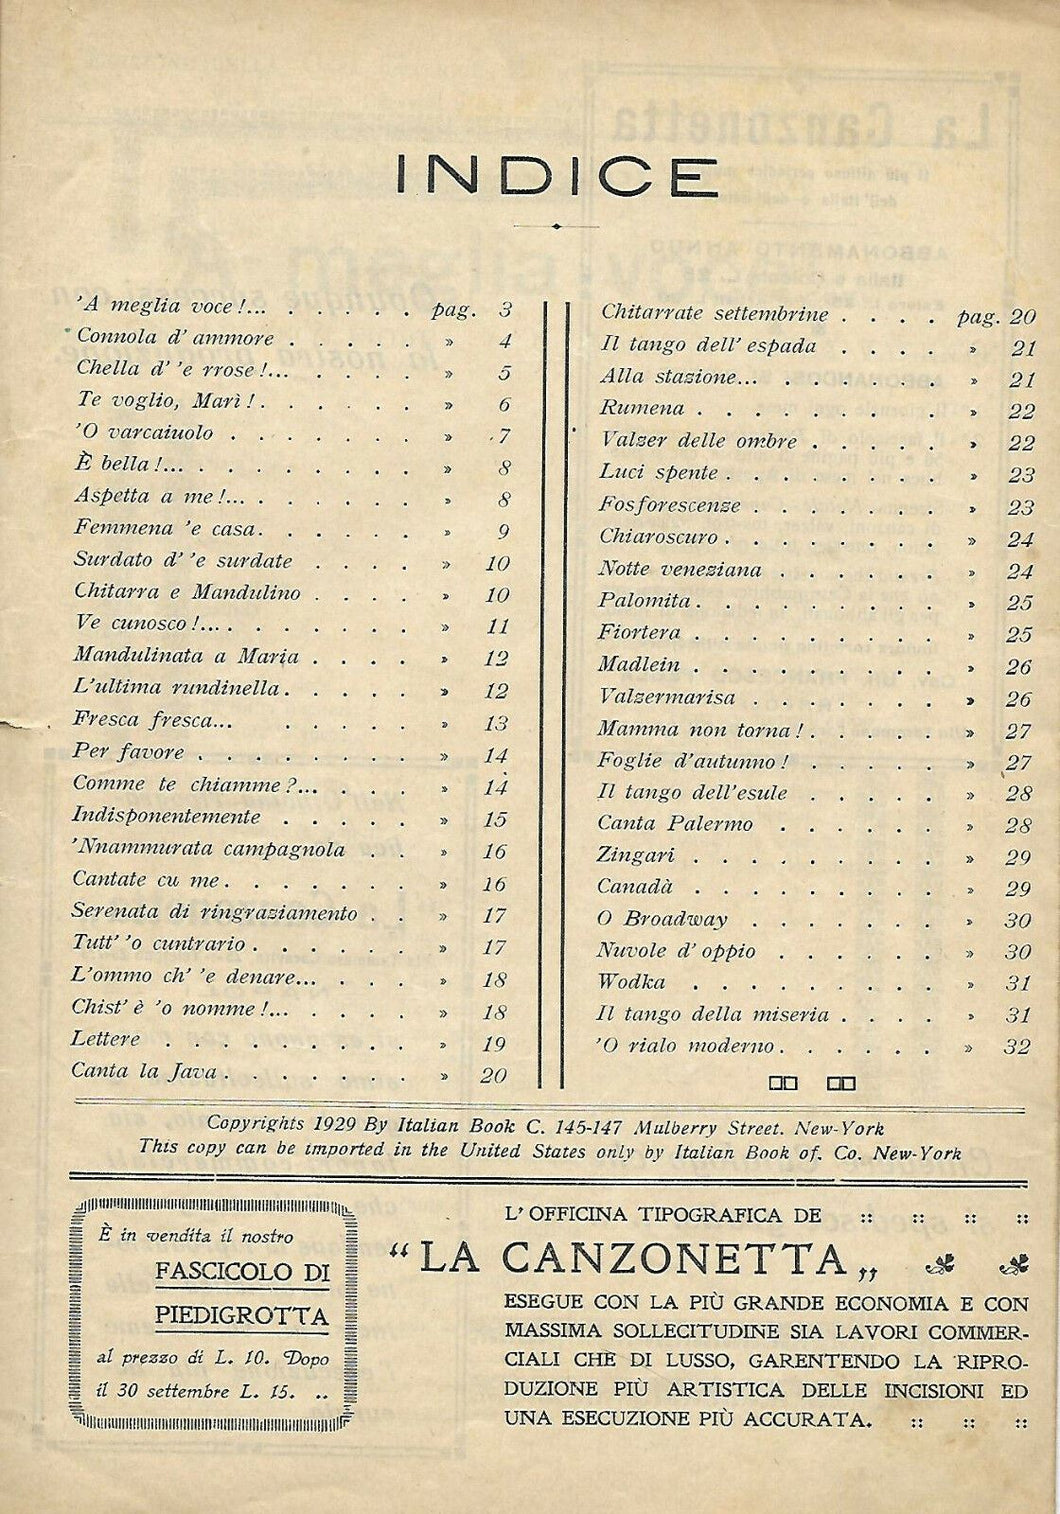 INDICE
'A meglia voce!... . . . . . pag. 3
Connola d' ammore . . . . . » 4
Chella d' 'e rrose!... . . . . » 5
Te voglio, Marì!. . . . . . » 6
'O varcaiuolo . . . . . . . » 7
È bella!... . . . . . . . . » 8
Aspetta a me!... . . . . . . » 8
Femmena 'e casa. . . . . . » 9
Surdato d' 'e surdate . . . . » 10
Chitarra e Mandulino . . . . » 10
Ve cunosco!... . . . . . . . » 11
Mandulinata a Maria . . . . » 12
L'ultima rundinella. . . . . » 12
Fresca fresca... . . . . . » 13
Per favore . . . . . . . . » 14
Comme te chiamme?... . . . » 14
Indisponentemente . . . . . » 15
'Nnammurata campagnola . . » 16
Cantate cu me. . . . . . . » 16
Serenata di ringraziamento . . » 17
Tutt' 'o cuntrario . . . . . . » 17
L'ommo ch' 'e denare... . . . » 18
Chist' è 'o nomme!... . . . . » 18
Lettere . . . . . . . . . » 19
Canta la Java. . . . . . . » 20
Chitarrate settembrine . . . . pag. 20
Il tango dell' espada . . . . » 21
Alla stazione... . . . . . . » 21
Rumena . . . . . . . . . » 22
Valzer delle ombre . . . . . » 22
Luci spente . . . . . . . . » 23
Fosforescenze . . . . . . . » 23
Chiaroscuro . . . . . . . . » 24
Notte veneziana . . . . . . » 24
Palomita. . . . . . . . . » 25
Fiortera . . . . . . . . . » 25
Madlein . . . . . . . . . » 26
Valzermarisa . . . . . . . » 26
Mamma non torna!. . . . . » 27
Foglie d'autunno! . . . . . » 27
Il tango dell'esule . . . . . » 28
Canta Palermo . . . . . . » 28
Zingari . . . . . . . . . » 29
Canadà . . . . . . . . . » 29
O Broadway . . . . . . . » 30
Nuvole d' oppio . . . . . . » 30
Wodka . . . . . . . . . » 31
Il tango della miseria . . . . » 31
'O rialo moderno. . . . . . » 32
Copyrights 1929 By Italian Book C. 145-147 Mulberry Street. New-York
This copy can be imported in the United States only by Italian Book of. Co. New-York
È in vendita il nostro
FASCICOLO DI
PIEDIGROTTA
al prezzo di L. 10. Dopo
il 30 settembre L. 15. ..
L' OFFICINA TIPOGRAFICA DE :: :: :: ::
“LA CANZONETTA„
ESEGUE CON LA PIÙ GRANDE ECONOMIA E CON
MASSIMA SOLLECITUDINE SIA LAVORI COMMER-
CIALI CHE DI LUSSO, GARENTENDO LA RIPRO-
DUZIONE PIÙ ARTISTICA DELLE INCISIONI ED
UNA ESECUZIONE PIÙ ACCURATA. :: :: ::